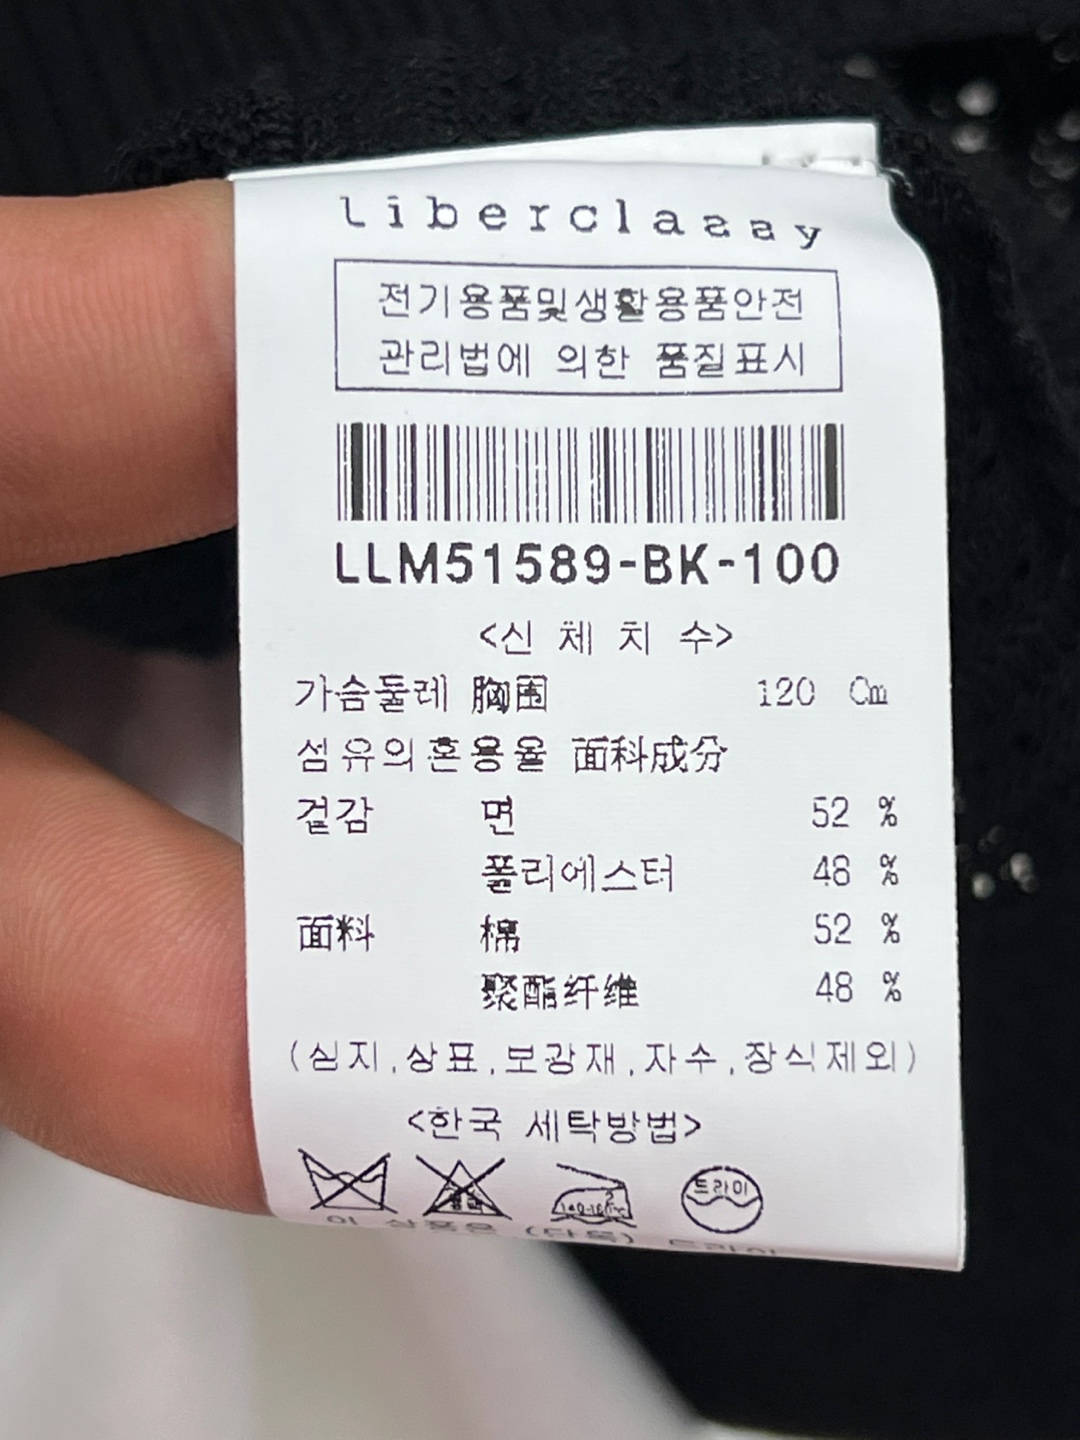 Liberclassy
전기용품및생활용품안전
관리법에 의한 품질표시
LLM51589-BK-100
<신 체 치 수>
가슴둘레 胸围 120 Cm
섬유의혼용율 面料成分
겉감 면 52 %
폴리에스터 48 %
面料 棉 52 %
聚酯纤维 48 %
(심지,상표,보강재,자수,장식제외)
<한국 세탁방법>
드라이